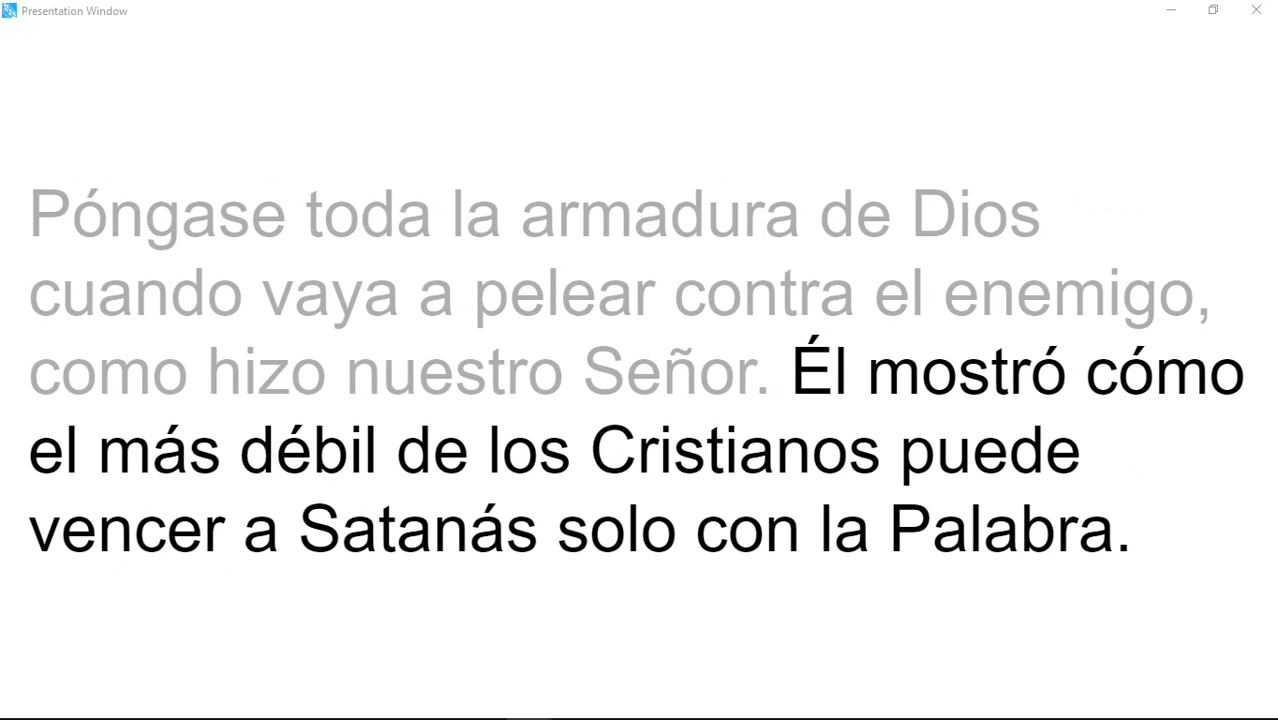 Presentation Window
Póngase toda la armadura de Dios
cuando vaya a pelear contra el enemigo,
como hizo nuestro Señor. Él mostró cómo
el más débil de los Cristianos puede
vencer a Satanás solo con la Palabra.